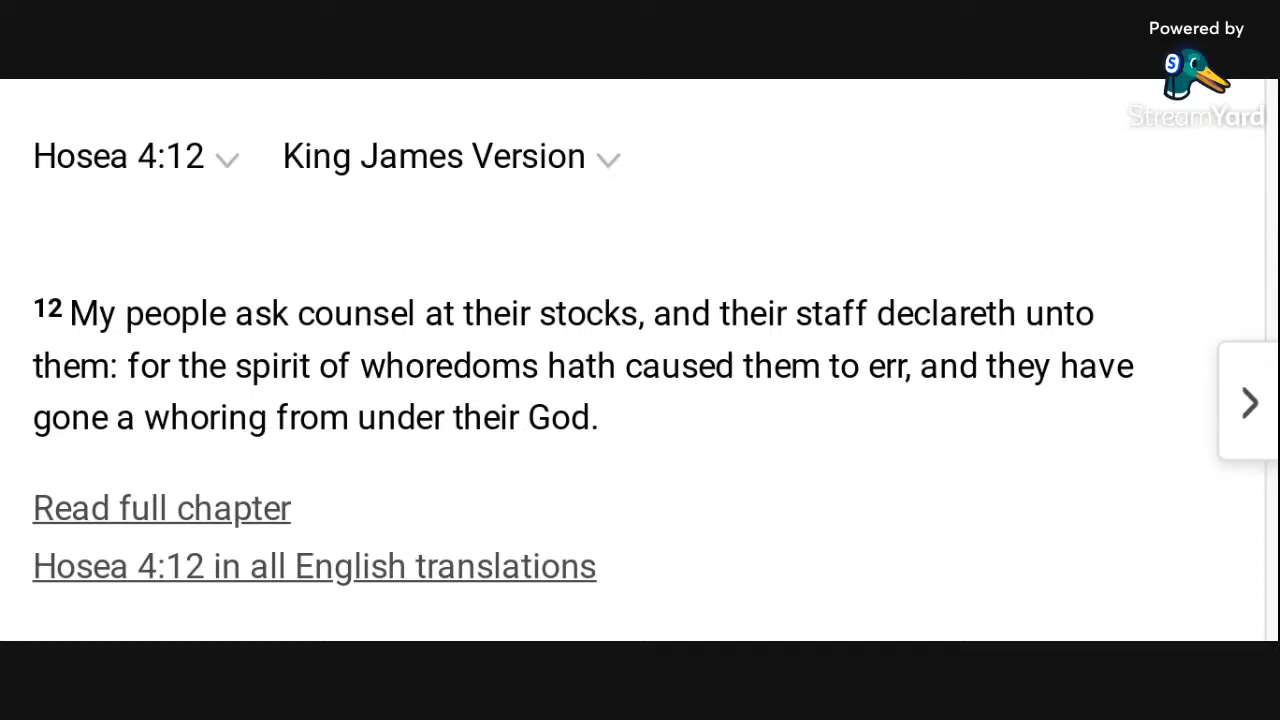 Powered by
S
StreamYard
Hosea 4:12 King James Version
12 My people ask counsel at their stocks, and their staff declareth unto
them: for the spirit of whoredoms hath caused them to err, and they have
gone a whoring from under their God.
Read full chapter
Hosea 4:12 in all English translations